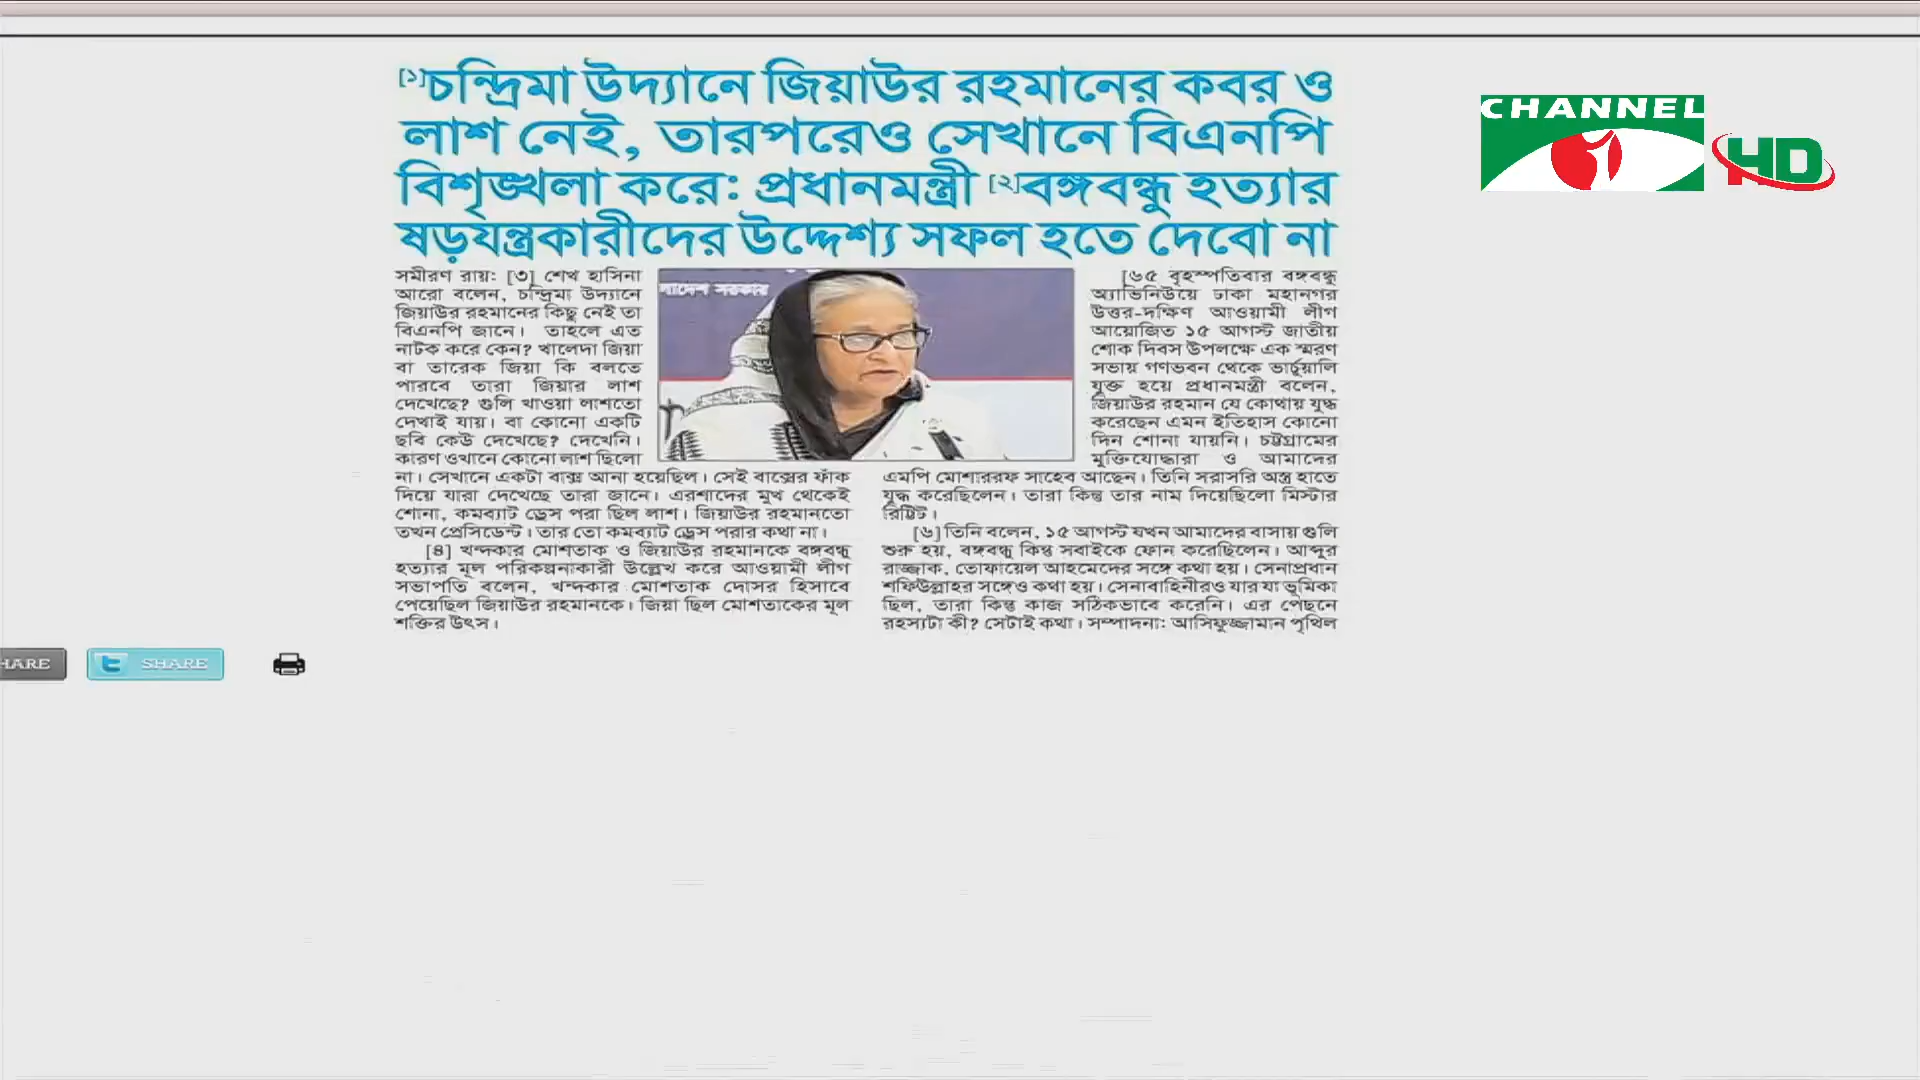 [১]চন্দ্রিমা উদ্যানে জিয়াউর রহমানের কবর ও
লাশ নেই, তারপরেও সেখানে বিএনপি
বিশৃঙ্খলা করে: প্রধানমন্ত্রী [২]বঙ্গবন্ধু হত্যার
ষড়যন্ত্রকারীদের উদ্দেশ্য সফল হতে দেবো না
সমীরণ রায়: [৩] শেখ হাসিনা
আরো বলেন, চন্দ্রিমা উদ্যানে
জিয়াউর রহমানের কিছু নেই তা
বিএনপি জানে। তাহলে এত
নাটক করে কেন? খালেদা জিয়া
বা তারেক জিয়া কি বলতে
পারবে তারা জিয়ার লাশ
দেখেছে? গুলি খাওয়া লাশতো
দেখাই যায়। বা কোনো একটি
ছবি কেউ দেখেছে? দেখেনি।
কারণ ওখানে কোনো লাশ ছিলো
না। সেখানে একটা বাক্স আনা হয়েছিল। সেই বাক্সের ফাঁক
দিয়ে যারা দেখেছে তারা জানে। এরশাদের মুখ থেকেই
শোনা, কমব্যাট ড্রেস পরা ছিল লাশ। জিয়াউর রহমানতো
তখন প্রেসিডেন্ট। তার তো কমব্যাট ড্রেস পরার কথা না।
[৪] খন্দকার মোশতাক ও জিয়াউর রহমানকে বঙ্গবন্ধু
হত্যার মূল পরিকল্পনাকারী উল্লেখ করে আওয়ামী লীগ
সভাপতি বলেন, খন্দকার মোশতাক দোসর হিসাবে
পেয়েছিল জিয়াউর রহমানকে। জিয়া ছিল মোশতাকের মূল
শক্তির উৎস।
লাদেশ সরকার
[৬৫ বৃহস্পতিবার বঙ্গবন্ধু
অ্যাভিনিউয়ে ঢাকা মহানগর
উত্তর-দক্ষিণ আওয়ামী লীগ
আয়োজিত ১৫ আগস্ট জাতীয়
শোক দিবস উপলক্ষে এক স্মরণ
সভায় গণভবন থেকে ভার্চুয়ালি
যুক্ত হয়ে প্রধানমন্ত্রী বলেন,
জিয়াউর রহমান যে কোথায় যুদ্ধ
করেছেন এমন ইতিহাস কোনো
দিন শোনা যায়নি। চট্টগ্রামের
মুক্তিযোদ্ধারা ও আমাদের
এমপি মোশাররফ সাহেব আছেন। তিনি সরাসরি অস্ত্র হাতে
যুদ্ধ করেছিলেন। তারা কিন্তু তার নাম দিয়েছিলো মিস্টার
রিট্রিট।
[৬] তিনি বলেন, ১৫ আগস্ট যখন আমাদের বাসায় গুলি
শুরু হয়, বঙ্গবন্ধু কিন্তু সবাইকে ফোন করেছিলেন। আব্দুর
রাজ্জাক, তোফায়েল আহমেদের সঙ্গে কথা হয়। সেনাপ্রধান
শফিউল্লাহর সঙ্গেও কথা হয়। সেনাবাহিনীরও যার যা ভূমিকা
ছিল, তারা কিন্তু কাজ সঠিকভাবে করেনি। এর পেছনে
রহস্যটা কী? সেটাই কথা। সম্পাদনা: আসিফুজ্জামান পৃথিল
CHANNEL
HD
HARE
SHARE